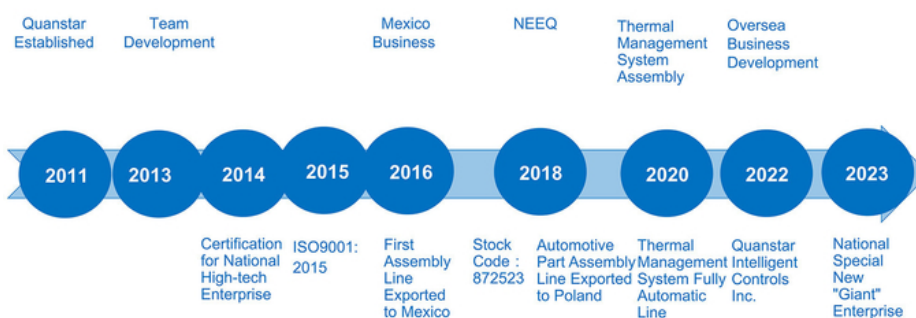 Quanstar
Established
Team
Development
Mexico
Business
NEEQ
Thermal
Management
System
Assembly
Oversea
Business
Development
2011
2013
2014
2015
2016
2018
2020
2022
2023
Certification
for National
High-tech
Enterprise
ISO9001:
2015
First
Assembly
Line
Exported
to Mexico
Stock
Code :
872523
Automotive
Part Assembly
Line Exported
to Poland
Thermal
Management
System Fully
Automatic
Line
Quanstar
Intelligent
Controls
Inc.
National
Special
New
"Giant"
Enterprise